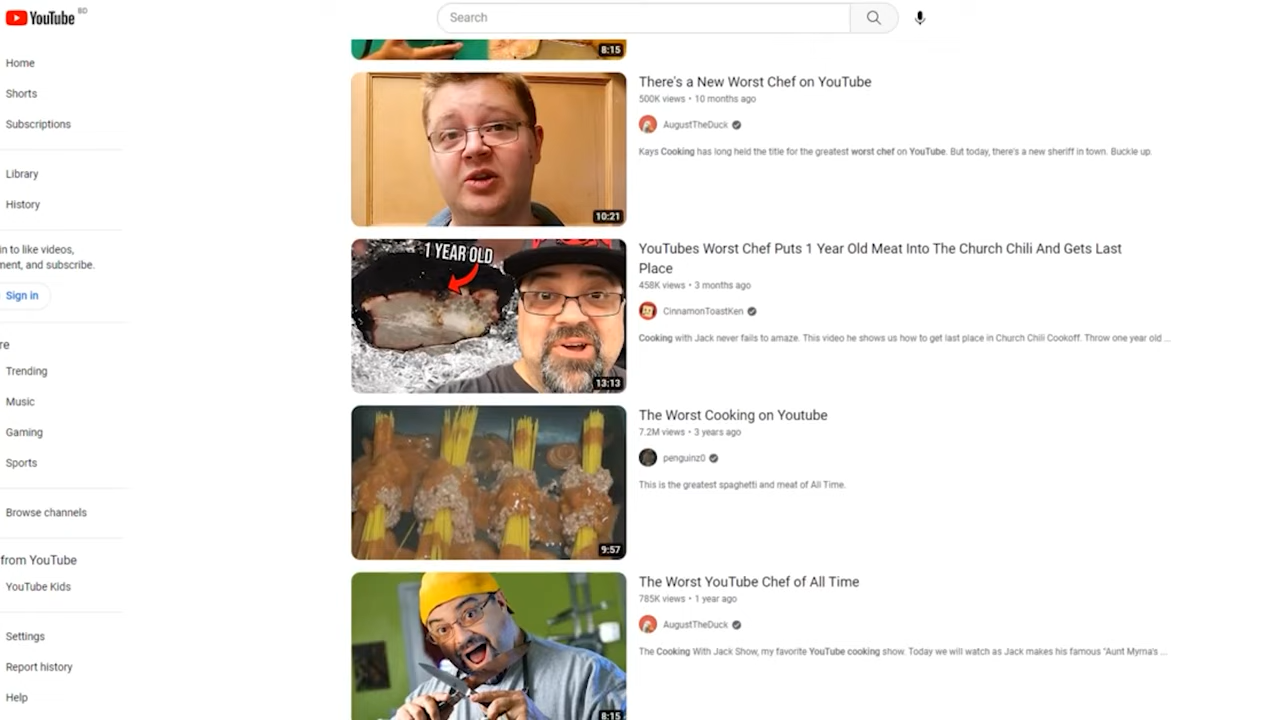 YouTube BD
Search
Home
Shorts
Subscriptions
Library
History
in to like videos,
ment, and subscribe.
Sign in
re
Trending
Music
Gaming
Sports
Browse channels
from YouTube
YouTube Kids
Settings
Report history
Help
8:15
10:21
There's a New Worst Chef on YouTube
500K views • 10 months ago
AugustTheDuck
Kays Cooking has long held the title for the greatest worst chef on YouTube. But today, there's a new sheriff in town. Buckle up.
1 YEAR OLD
13:13
YouTubes Worst Chef Puts 1 Year Old Meat Into The Church Chili And Gets Last
Place
458K views • 3 months ago
CinnamonToastKen
Cooking with Jack never fails to amaze. This video he shows us how to get last place in Church Chili Cookoff. Throw one year old ...
9:57
The Worst Cooking on Youtube
7.2M views • 3 years ago
penguinz0
This is the greatest spaghetti and meat of All Time.
8:15
The Worst YouTube Chef of All Time
785K views • 1 year ago
AugustTheDuck
The Cooking With Jack Show, my favorite YouTube cooking show. Today we will watch as Jack makes his famous "Aunt Myrna's ...